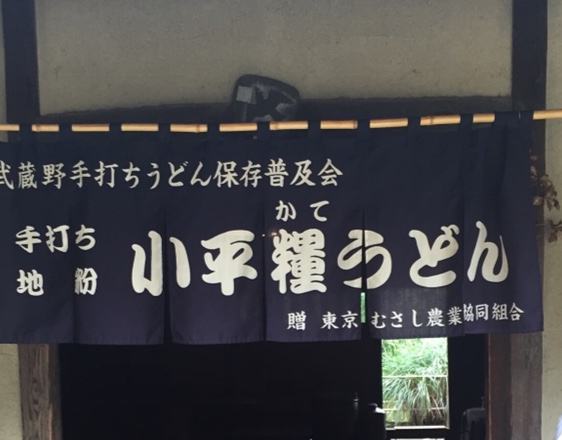 武蔵野手打ちうどん保存普及会
かて
手打ち
地粉
小平糧うどん
贈 東京むさし農業協同組合